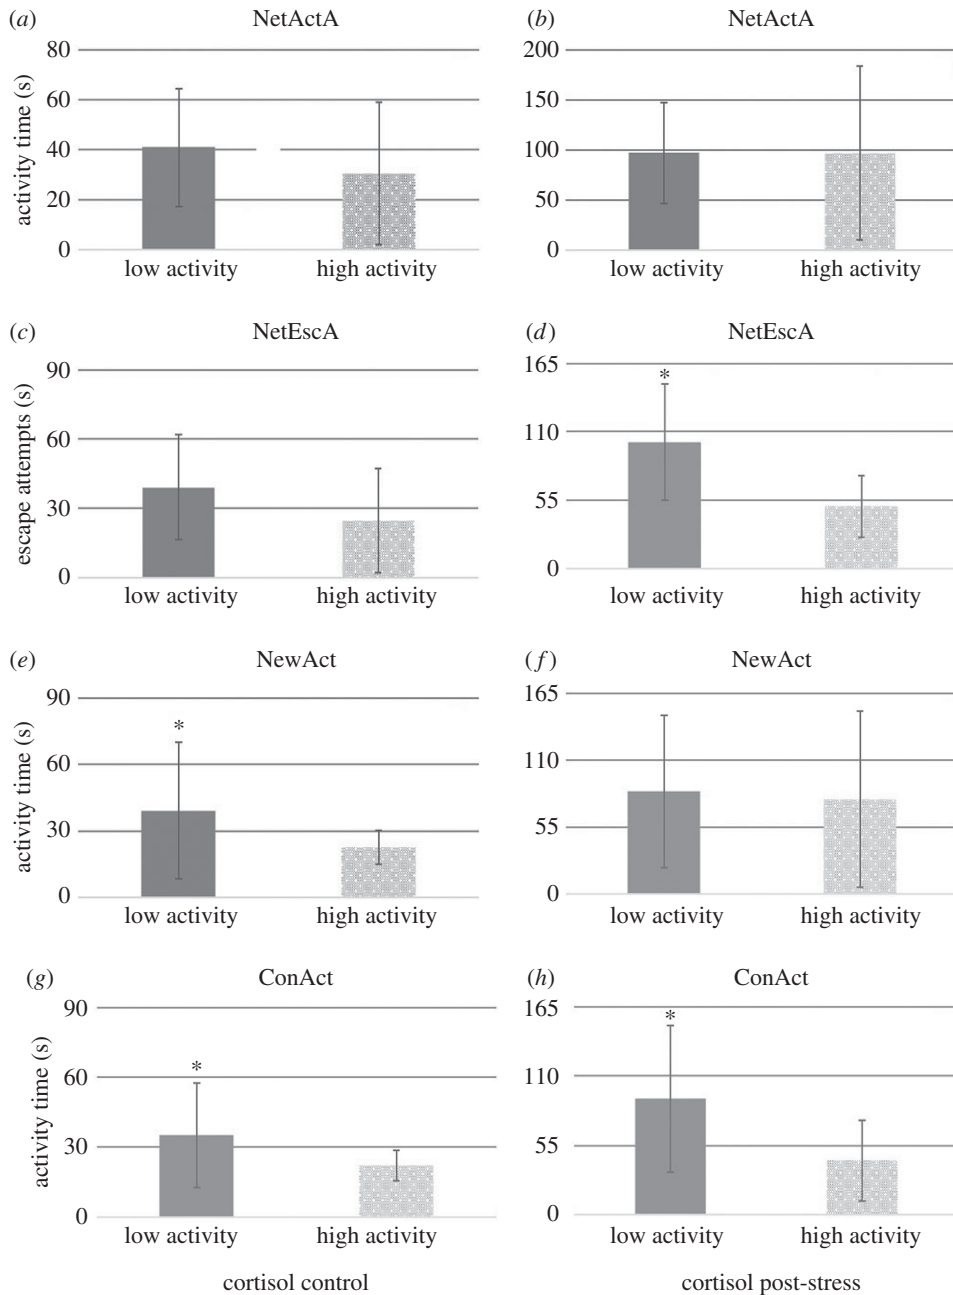 (a) NetActA
80
60
40
20
0
activity time (s)
low activity high activity
(b) NetActA
200
150
100
50
0
low activity high activity
(c) NetEscA
90
60
30
0
escape attempts (s)
low activity high activity
(d) NetEscA
165
*
110
55
0
low activity high activity
(e) NewAct
90
*
60
30
0
activity time (s)
low activity high activity
(f) NewAct
165
110
55
0
low activity high activity
(g) ConAct
90
*
60
30
0
activity time (s)
low activity high activity
cortisol control
(h) ConAct
165
*
110
55
0
low activity high activity
cortisol post-stress